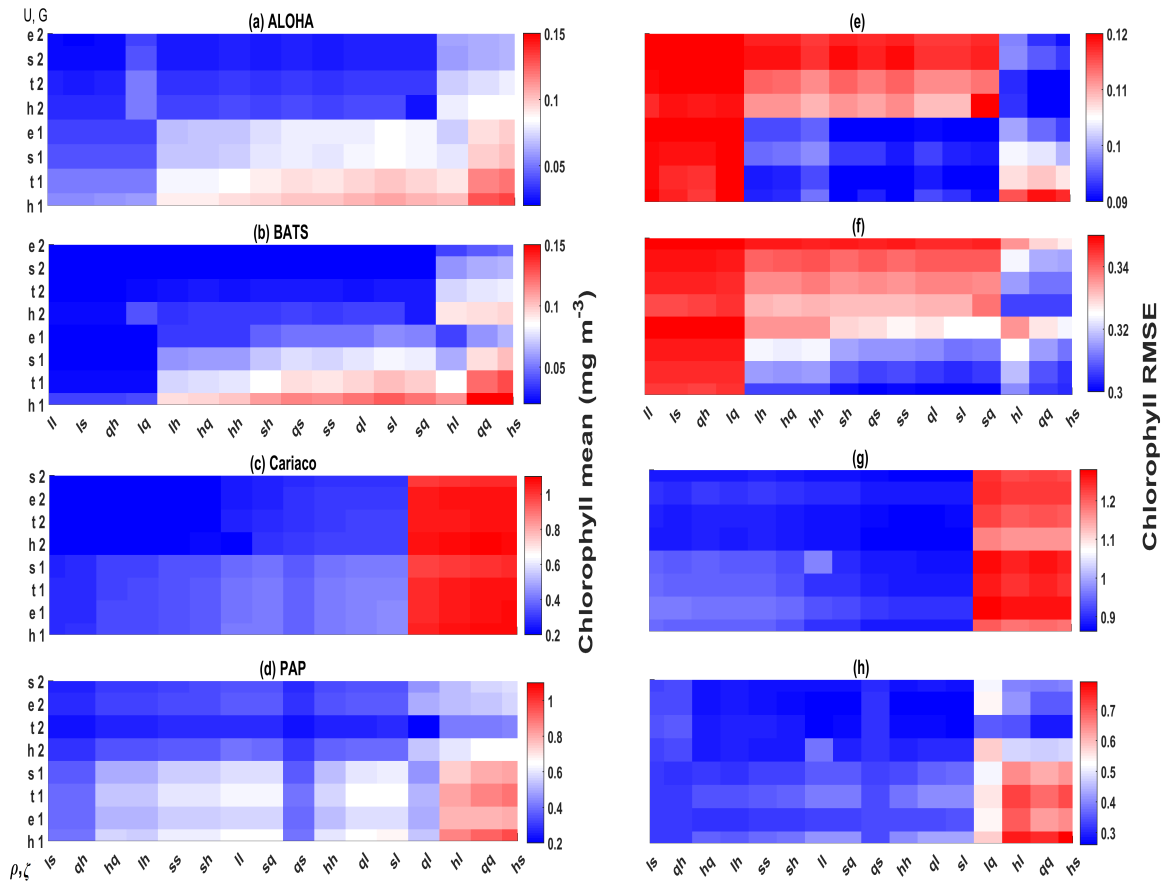 U, G
(a) ALOHA
e 2
s 2
t 2
h 2
e 1
s 1
t 1
h 1
0.15
0.1
0.05
(e)
0.12
0.11
0.1
0.09
(b) BATS
e 2
s 2
t 2
h 2
e 1
s 1
t 1
h 1
0.15
0.1
0.05
ll ls qh lq lh hq hh sh qs ss ql sl sq hl qq hs
(f)
0.34
0.32
0.3
ll ls qh lq lh hq hh sh qs ss ql sl sq hl qq hs
(c) Cariaco
s 2
e 2
t 2
h 2
s 1
t 1
e 1
h 1
1
0.8
0.6
0.4
0.2
(g)
1.2
1.1
1
0.9
(d) PAP
s 2
e 2
t 2
h 2
s 1
t 1
e 1
h 1
1
0.8
0.6
0.4
0.2
ρ,ζ
ls qh hq lh ss sh ll sq qs hh ql sl ql hl qq hs
(h)
0.7
0.6
0.5
0.4
0.3
ls qh hq lh ss sh ll sq qs hh ql sl lq hl qq hs
Chlorophyll mean (mg m⁻³)
Chlorophyll RMSE